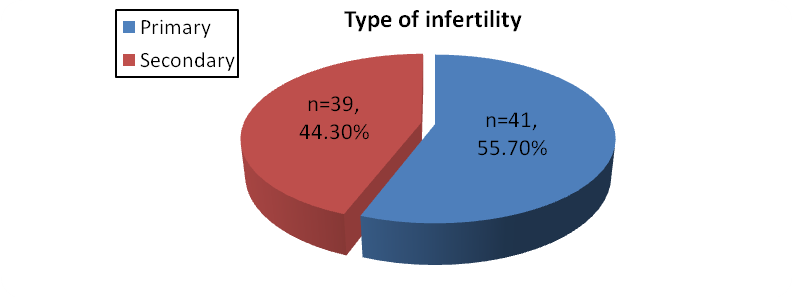 Type of infertility
Primary
Secondary
n=39,
44.30%
n=41,
55.70%